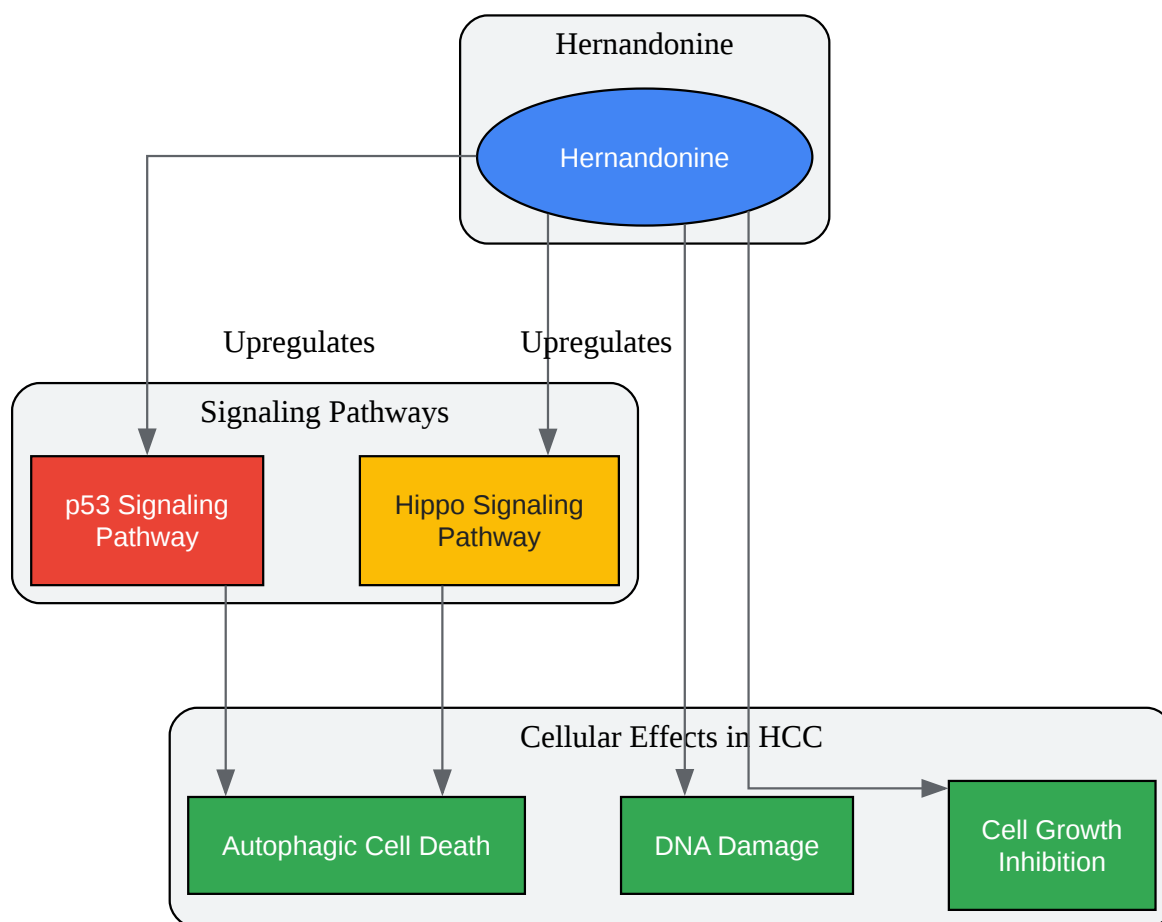 Hernandonine
Hernandonine
Upregulates
Upregulates
Signaling Pathways
p53 Signaling
Pathway
Hippo Signaling
Pathway
Cellular Effects in HCC
Autophagic Cell Death
DNA Damage
Cell Growth
Inhibition